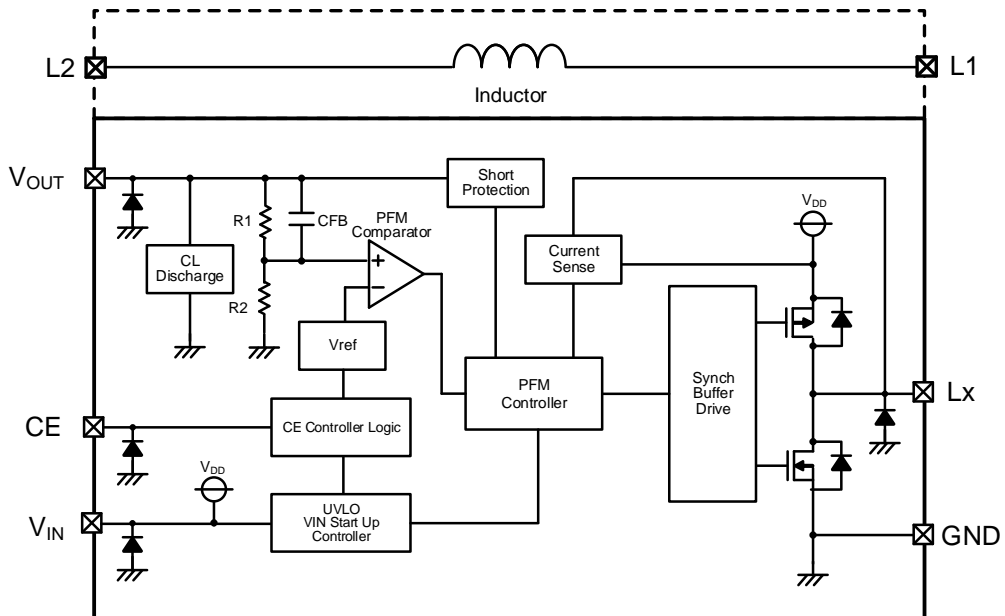 L2
L1
Inductor
VOUT
Short
Protection
R1
CFB
PFM
Comparator
VDD
CL
Discharge
Current
Sense
+
−
R2
Vref
PFM
Controller
Synch
Buffer
Drive
Lx
CE
CE Controller Logic
VDD
UVLO
VIN Start Up
Controller
VIN
GND